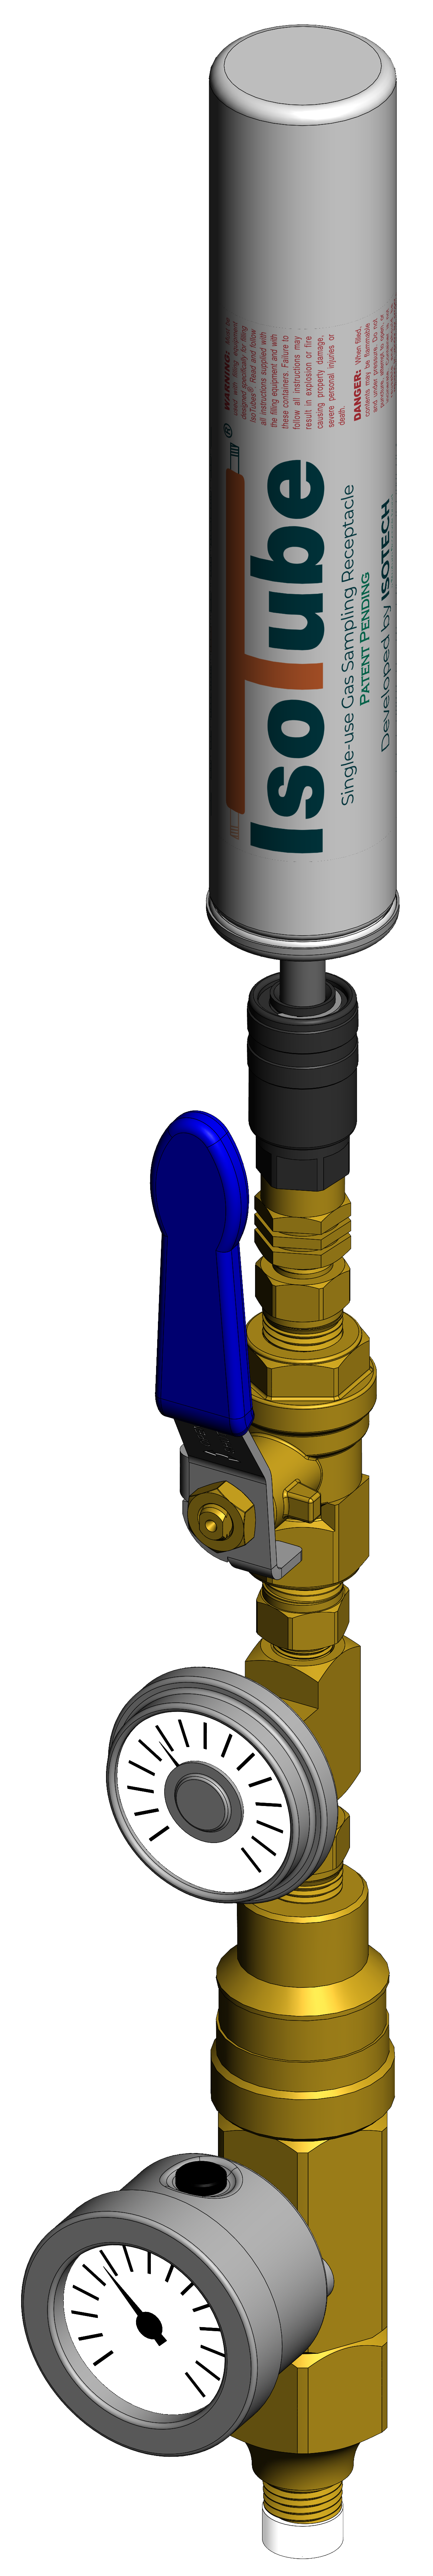 WARNING:
designed specifically for filling
IsoTubes®. Read and follow
all instructions supplied with
the filling equipment and with
these containers. Failure to
follow all instructions may
result in explosion or fire
causing property damage,
severe personal injuries or
death.
DANGER: When filled,
contents may be flammable
and under pressure. Do not
IsoTube®
Single-use Gas Sampling Receptacle
PATENT PENDING
Developed by ISOTECH